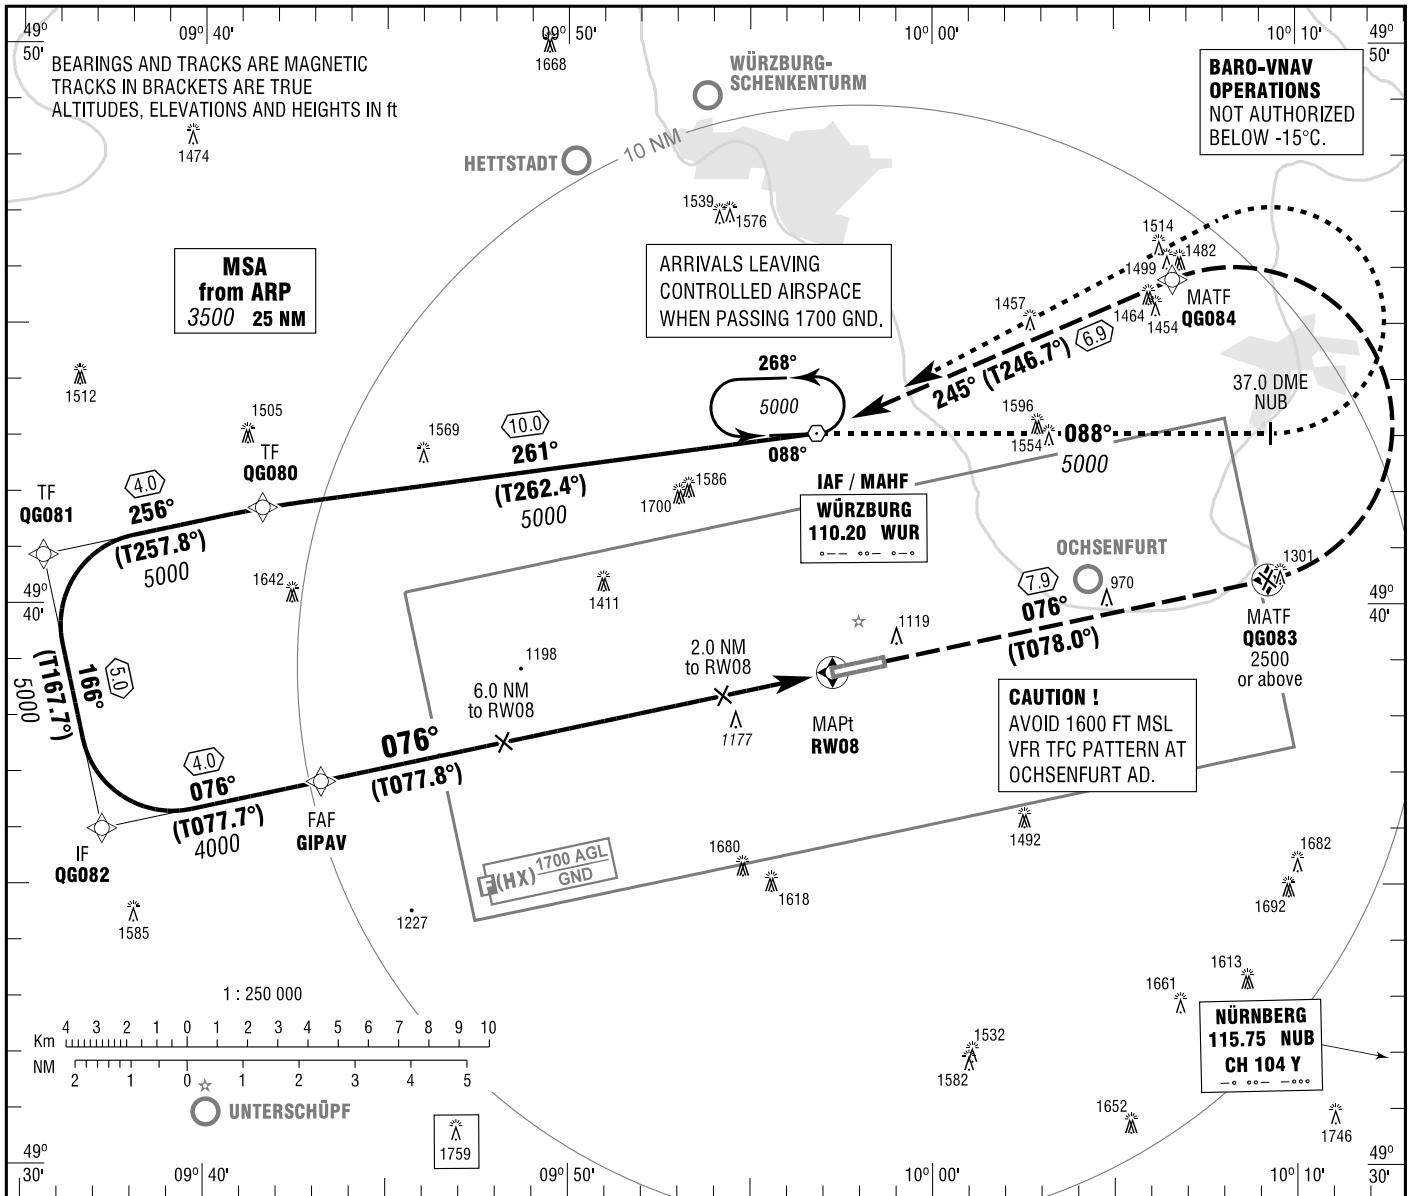 49° 50'
09° 40'
09° 50'
10° 00'
10° 10'
49° 50'
BEARINGS AND TRACKS ARE MAGNETIC
TRACKS IN BRACKETS ARE TRUE
ALTITUDES, ELEVATIONS AND HEIGHTS IN ft
1668
1474
WÜRZBURG-
SCHENKENTURM
HETTSTADT
10 NM
BARO-VNAV
OPERATIONS
NOT AUTHORIZED
BELOW -15°C.
1539
1576
MSA
from ARP
3500 25 NM
ARRIVALS LEAVING
CONTROLLED AIRSPACE
WHEN PASSING 1700 GND.
1514
1482
1499
1464
1454
1457
MATF
QG084
6.9
245° (T246.7°)
37.0 DME
NUB
268°
5000
088°
1596
1554
088°
5000
1512
1505
1569
TF
QG080
10.0
261°
(T262.4°)
5000
1586
1700
IAF / MAHF
WÜRZBURG
110.20 WUR
TF
QG081
4.0
256°
(T257.8°)
5000
1642
1411
49° 40'
49° 40'
OCHSENFURT
970
1301
7.9
076°
(T078.0°)
MATF
QG083
2500
or above
1119
5.0
166°
(T167.7°)
5000
1198
6.0 NM
to RW08
2.0 NM
to RW08
1177
MAPt
RW08
CAUTION !
AVOID 1600 FT MSL
VFR TFC PATTERN AT
OCHSENFURT AD.
076°
(T077.8°)
4.0
076°
(T077.7°)
4000
IF
QG082
FAF
GIPAV
F(HX) 1700 AGL
GND
1680
1618
1492
1682
1692
1585
1227
1613
1661
NÜRNBERG
115.75 NUB
CH 104 Y
1532
1582
1652
1746
1 : 250 000
Km 4 3 2 1 0 1 2 3 4 5 6 7 8 9 10
NM 2 1 0 1 2 3 4 5
UNTERSCHÜPF
1759
49° 30'
09° 40'
09° 50'
10° 00'
10° 10'
49° 30'